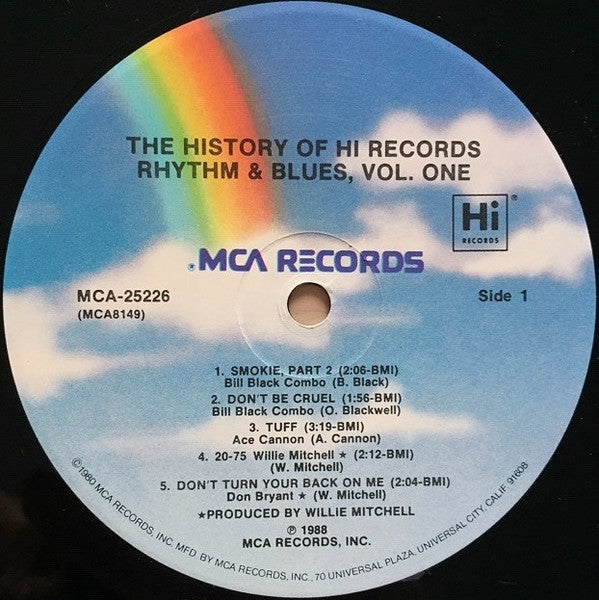 THE HISTORY OF HI RECORDS
RHYTHM & BLUES, VOL. ONE
Hi®
RECORDS
®MCA RECORDS
MCA-25226
(MCA8149)
Side 1
1. SMOKIE, PART 2 (2:06-BMI)
Bill Black Combo (B. Black)
2. DON'T BE CRUEL (1:56-BMI)
Bill Black Combo (O. Blackwell)
3. TUFF (3:19-BMI)
Ace Cannon (A. Cannon)
4. 20-75 Willie Mitchell ★ (2:12-BMI)
(W. Mitchell)
5. DON'T TURN YOUR BACK ON ME (2:04-BMI)
Don Bryant ★ (W. Mitchell)
★PRODUCED BY WILLIE MITCHELL
℗ 1988
MCA RECORDS, INC.
©1980 MCA RECORDS, INC. MFD. BY MCA RECORDS, INC., 70 UNIVERSAL PLAZA, UNIVERSAL CITY, CALIF. 91608